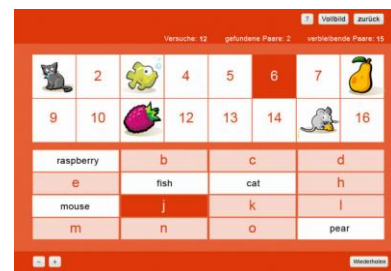 ? Vollbild zurück
Versuche: 12 gefundene Paare: 2 verbleibende Paare: 15
2 4 5 6 7
9 10 12 13 14 16
raspberry b c d
e fish cat h
mouse j k l
m n o pear
- + Wiederholen